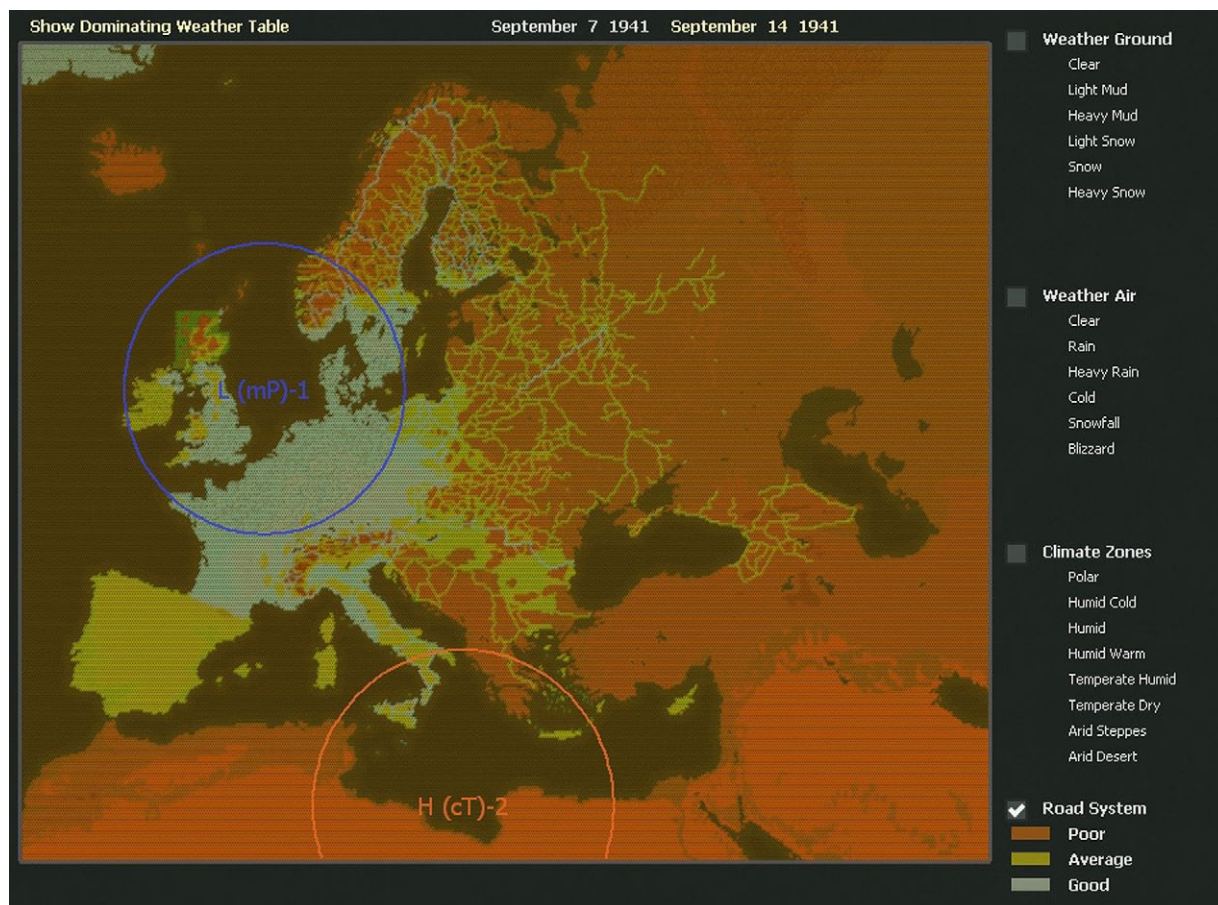 Show Dominating Weather Table
September 7 1941 September 14 1941
L (mP)-1
H (cT)-2
Weather Ground
Clear
Light Mud
Heavy Mud
Light Snow
Snow
Heavy Snow
Weather Air
Clear
Rain
Heavy Rain
Cold
Snowfall
Blizzard
Climate Zones
Polar
Humid Cold
Humid
Humid Warm
Temperate Humid
Temperate Dry
Arid Steppes
Arid Desert
Road System
Poor
Average
Good